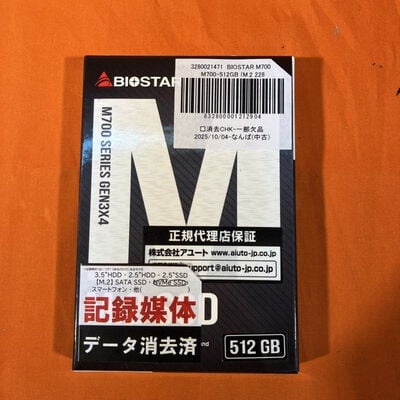 3280021471 BIOSTAR M700
M700-512GB (M.2 228
BIOSTAR
632800001212904
口消去CHK-一部欠品
2025/10/04-なんば(中古)
M
M700 SERIES GEN3X4
正規代理店保証
株式会社アユート www.aiuto-jp.co.jp
support@aiuto-jp.co.jp
3.5"HDD・2.5"HDD・2.5"SSD
【M.2】SATA SSD・NVMe SSD
スマートフォン・他(
記録媒体
データ消去済
D
and
512 GB